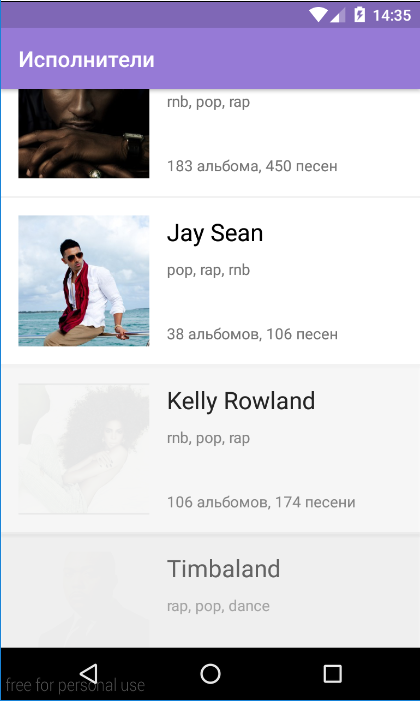 14:35
Исполнители
rnb, pop, rap
183 альбома, 450 песен
Jay Sean
pop, rap, rnb
38 альбомов, 106 песен
Kelly Rowland
rnb, pop, rap
106 альбомов, 174 песени
Timbaland
rap, pop, dance
free for personal use